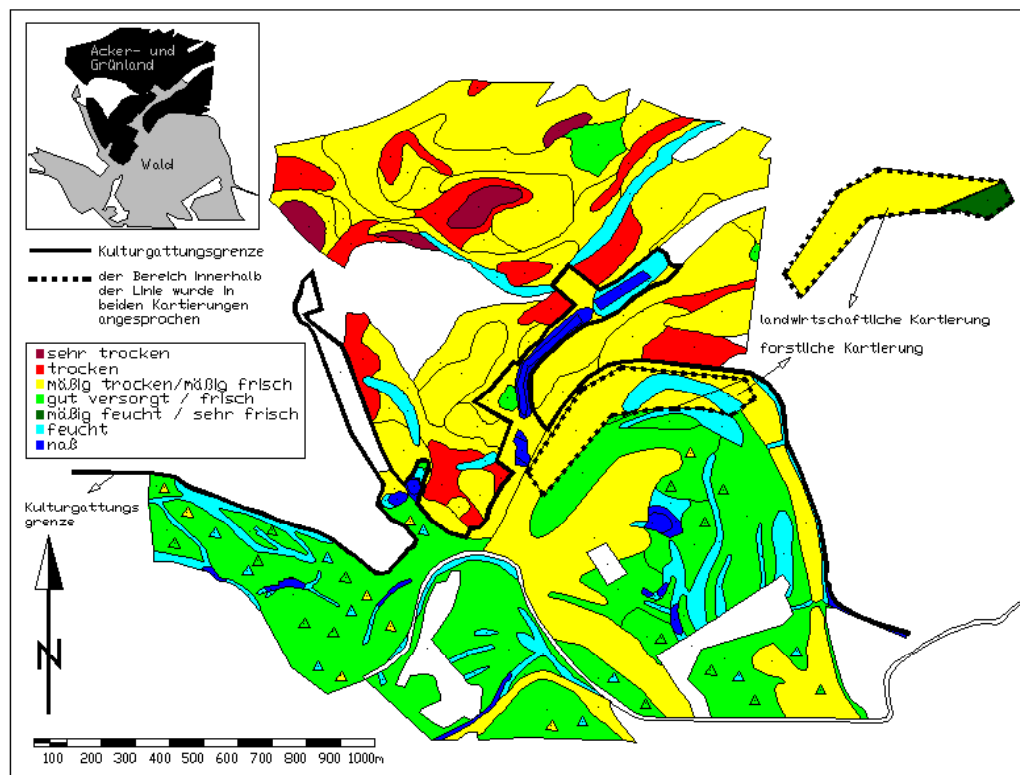 Acker- und
Grünland
Wald
Kulturgattungsgrenze
der Bereich innerhalb
der Linie wurde in
beiden Kartierungen
angesprochen
sehr trocken
trocken
mäßig trocken/mäßig frisch
gut versorgt / frisch
mäßig feucht / sehr frisch
feucht
naß
landwirtschaftliche Kartierung
forstliche Kartierung
Kulturgattungs
grenze
N
100 200 300 400 500 600 700 800 900 1000m